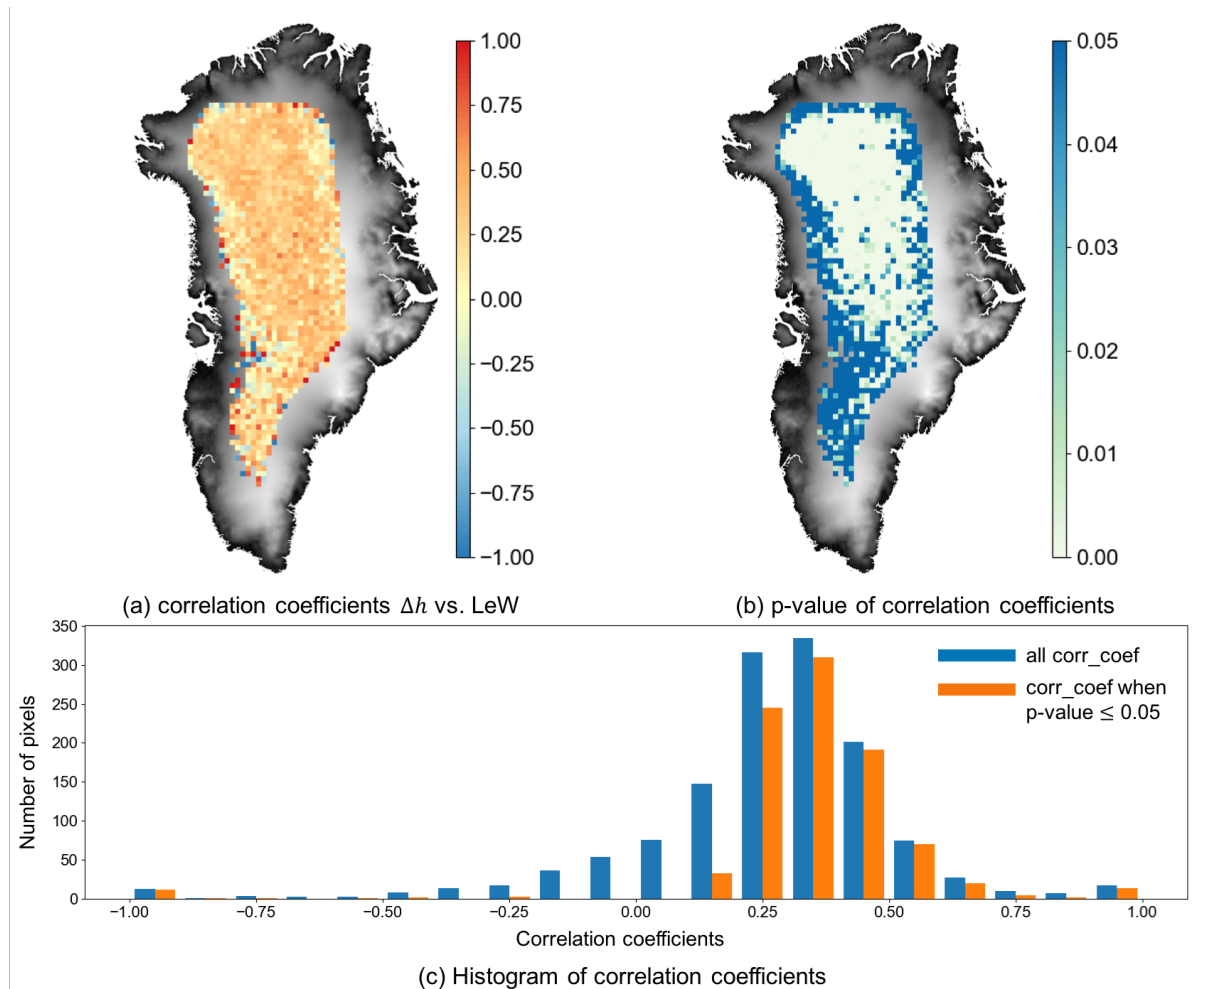 1.00
0.75
0.50
0.25
0.00
−0.25
−0.50
−0.75
−1.00
(a) correlation coefficients Δh vs. LeW
0.05
0.04
0.03
0.02
0.01
0.00
(b) p-value of correlation coefficients
350
300
250
200
150
100
50
0
Number of pixels
all corr_coef
corr_coef when
p-value ≤ 0.05
−1.00 −0.75 −0.50 −0.25 0.00 0.25 0.50 0.75 1.00
Correlation coefficients
(c) Histogram of correlation coefficients